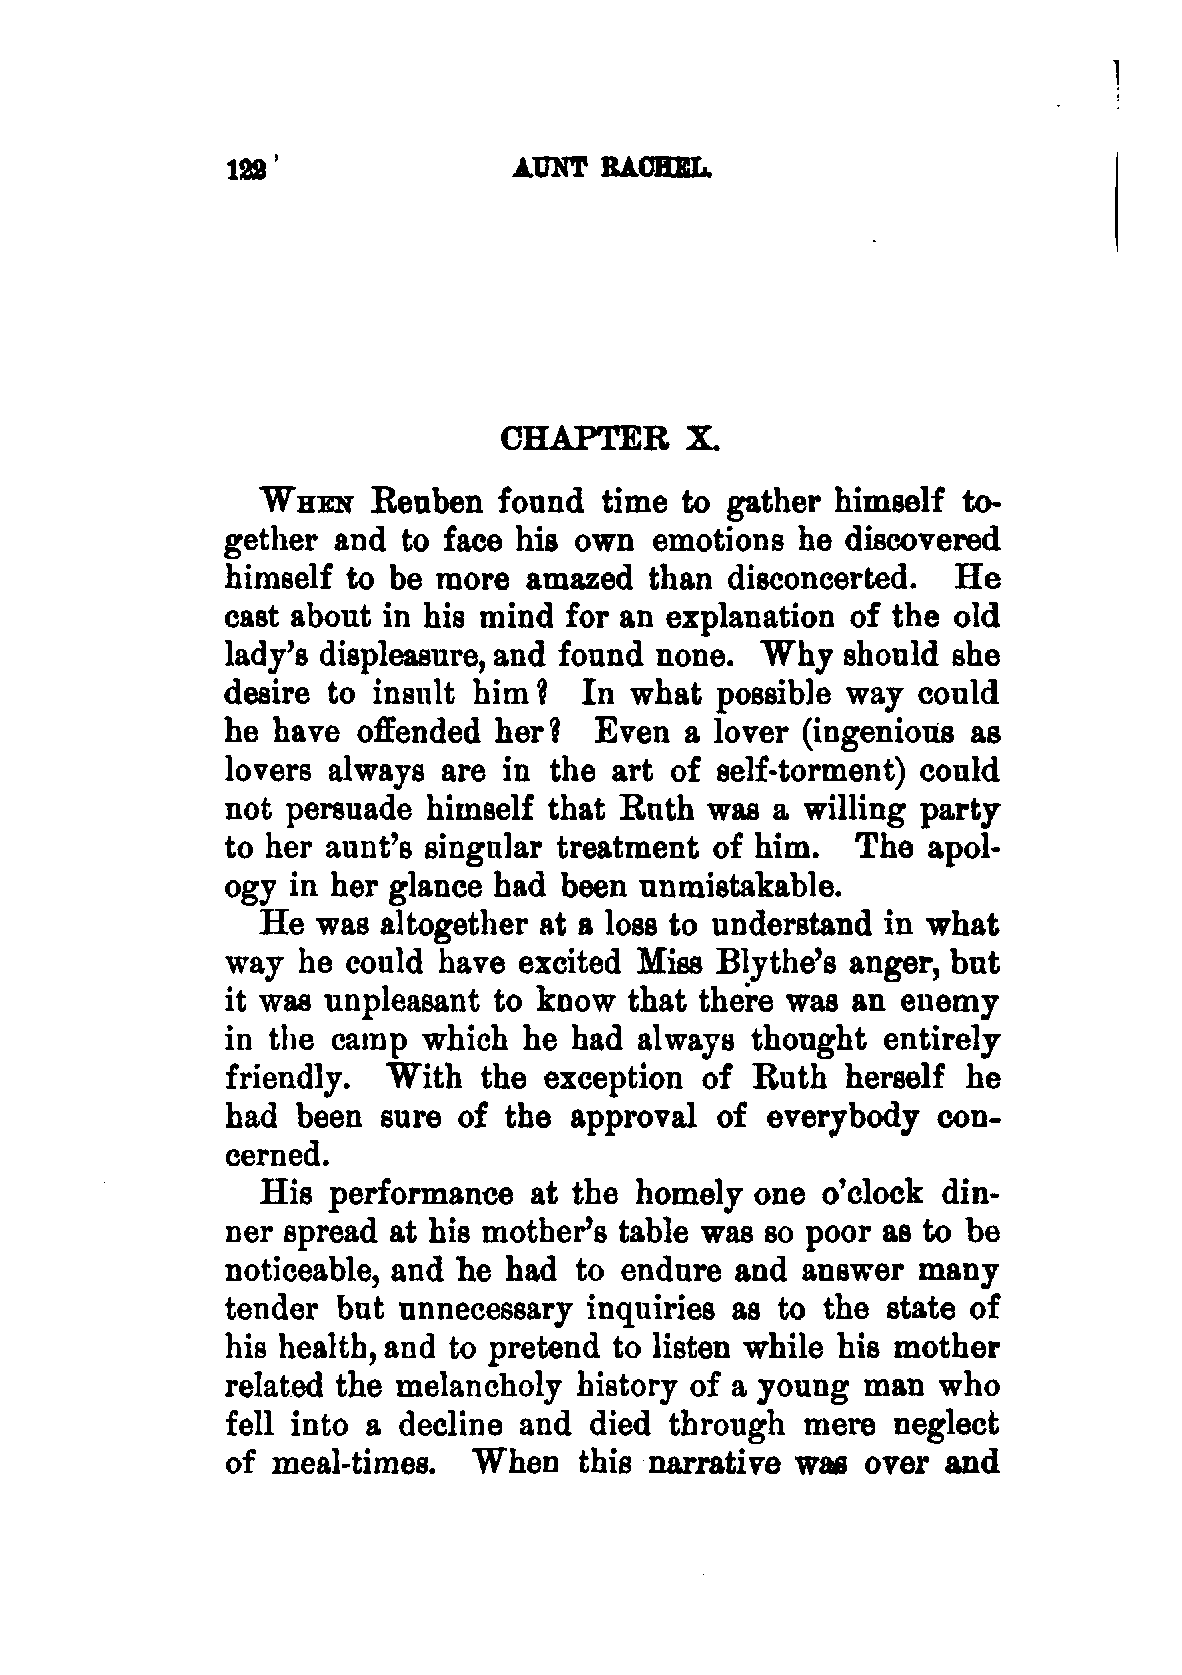 122 AUNT RACHEL.
CHAPTER X.
WHEN Reuben found time to gather himself to-
gether and to face his own emotions he discovered
himself to be more amazed than disconcerted. He
cast about in his mind for an explanation of the old
lady's displeasure, and found none. Why should she
desire to insult him? In what possible way could
he have offended her? Even a lover (ingenious as
lovers always are in the art of self-torment) could
not persuade himself that Ruth was a willing party
to her aunt's singular treatment of him. The apol-
ogy in her glance had been unmistakable.
He was altogether at a loss to understand in what
way he could have excited Miss Blythe's anger, but
it was unpleasant to know that there was an enemy
in the camp which he had always thought entirely
friendly. With the exception of Ruth herself he
had been sure of the approval of everybody con-
cerned.
His performance at the homely one o'clock din-
ner spread at his mother's table was so poor as to be
noticeable, and he had to endure and answer many
tender but unnecessary inquiries as to the state of
his health, and to pretend to listen while his mother
related the melancholy history of a young man who
fell into a decline and died through mere neglect
of meal-times. When this narrative was over and